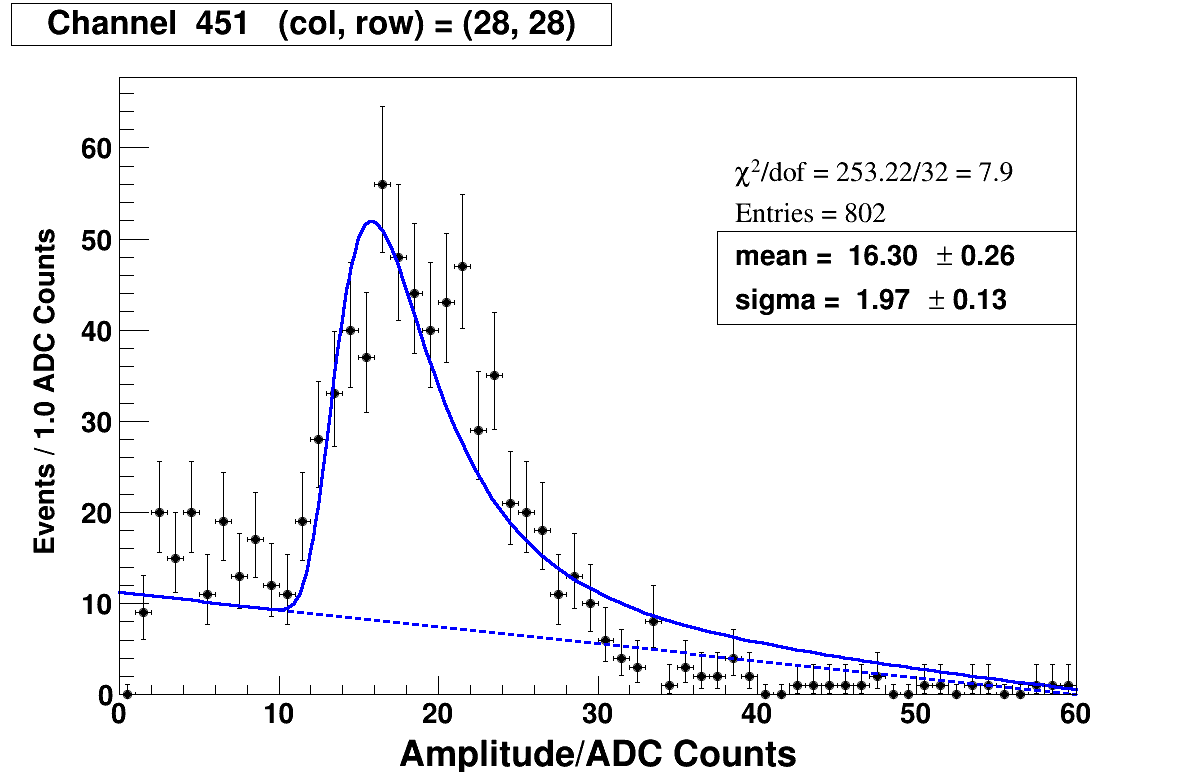 Channel 451 (col, row) = (28, 28)
χ²/dof = 253.22/32 = 7.9
Entries = 802
mean = 16.30 ± 0.26
sigma = 1.97 ± 0.13
Events / 1.0 ADC Counts
60
50
40
30
20
10
0
0 10 20 30 40 50 60
Amplitude/ADC Counts